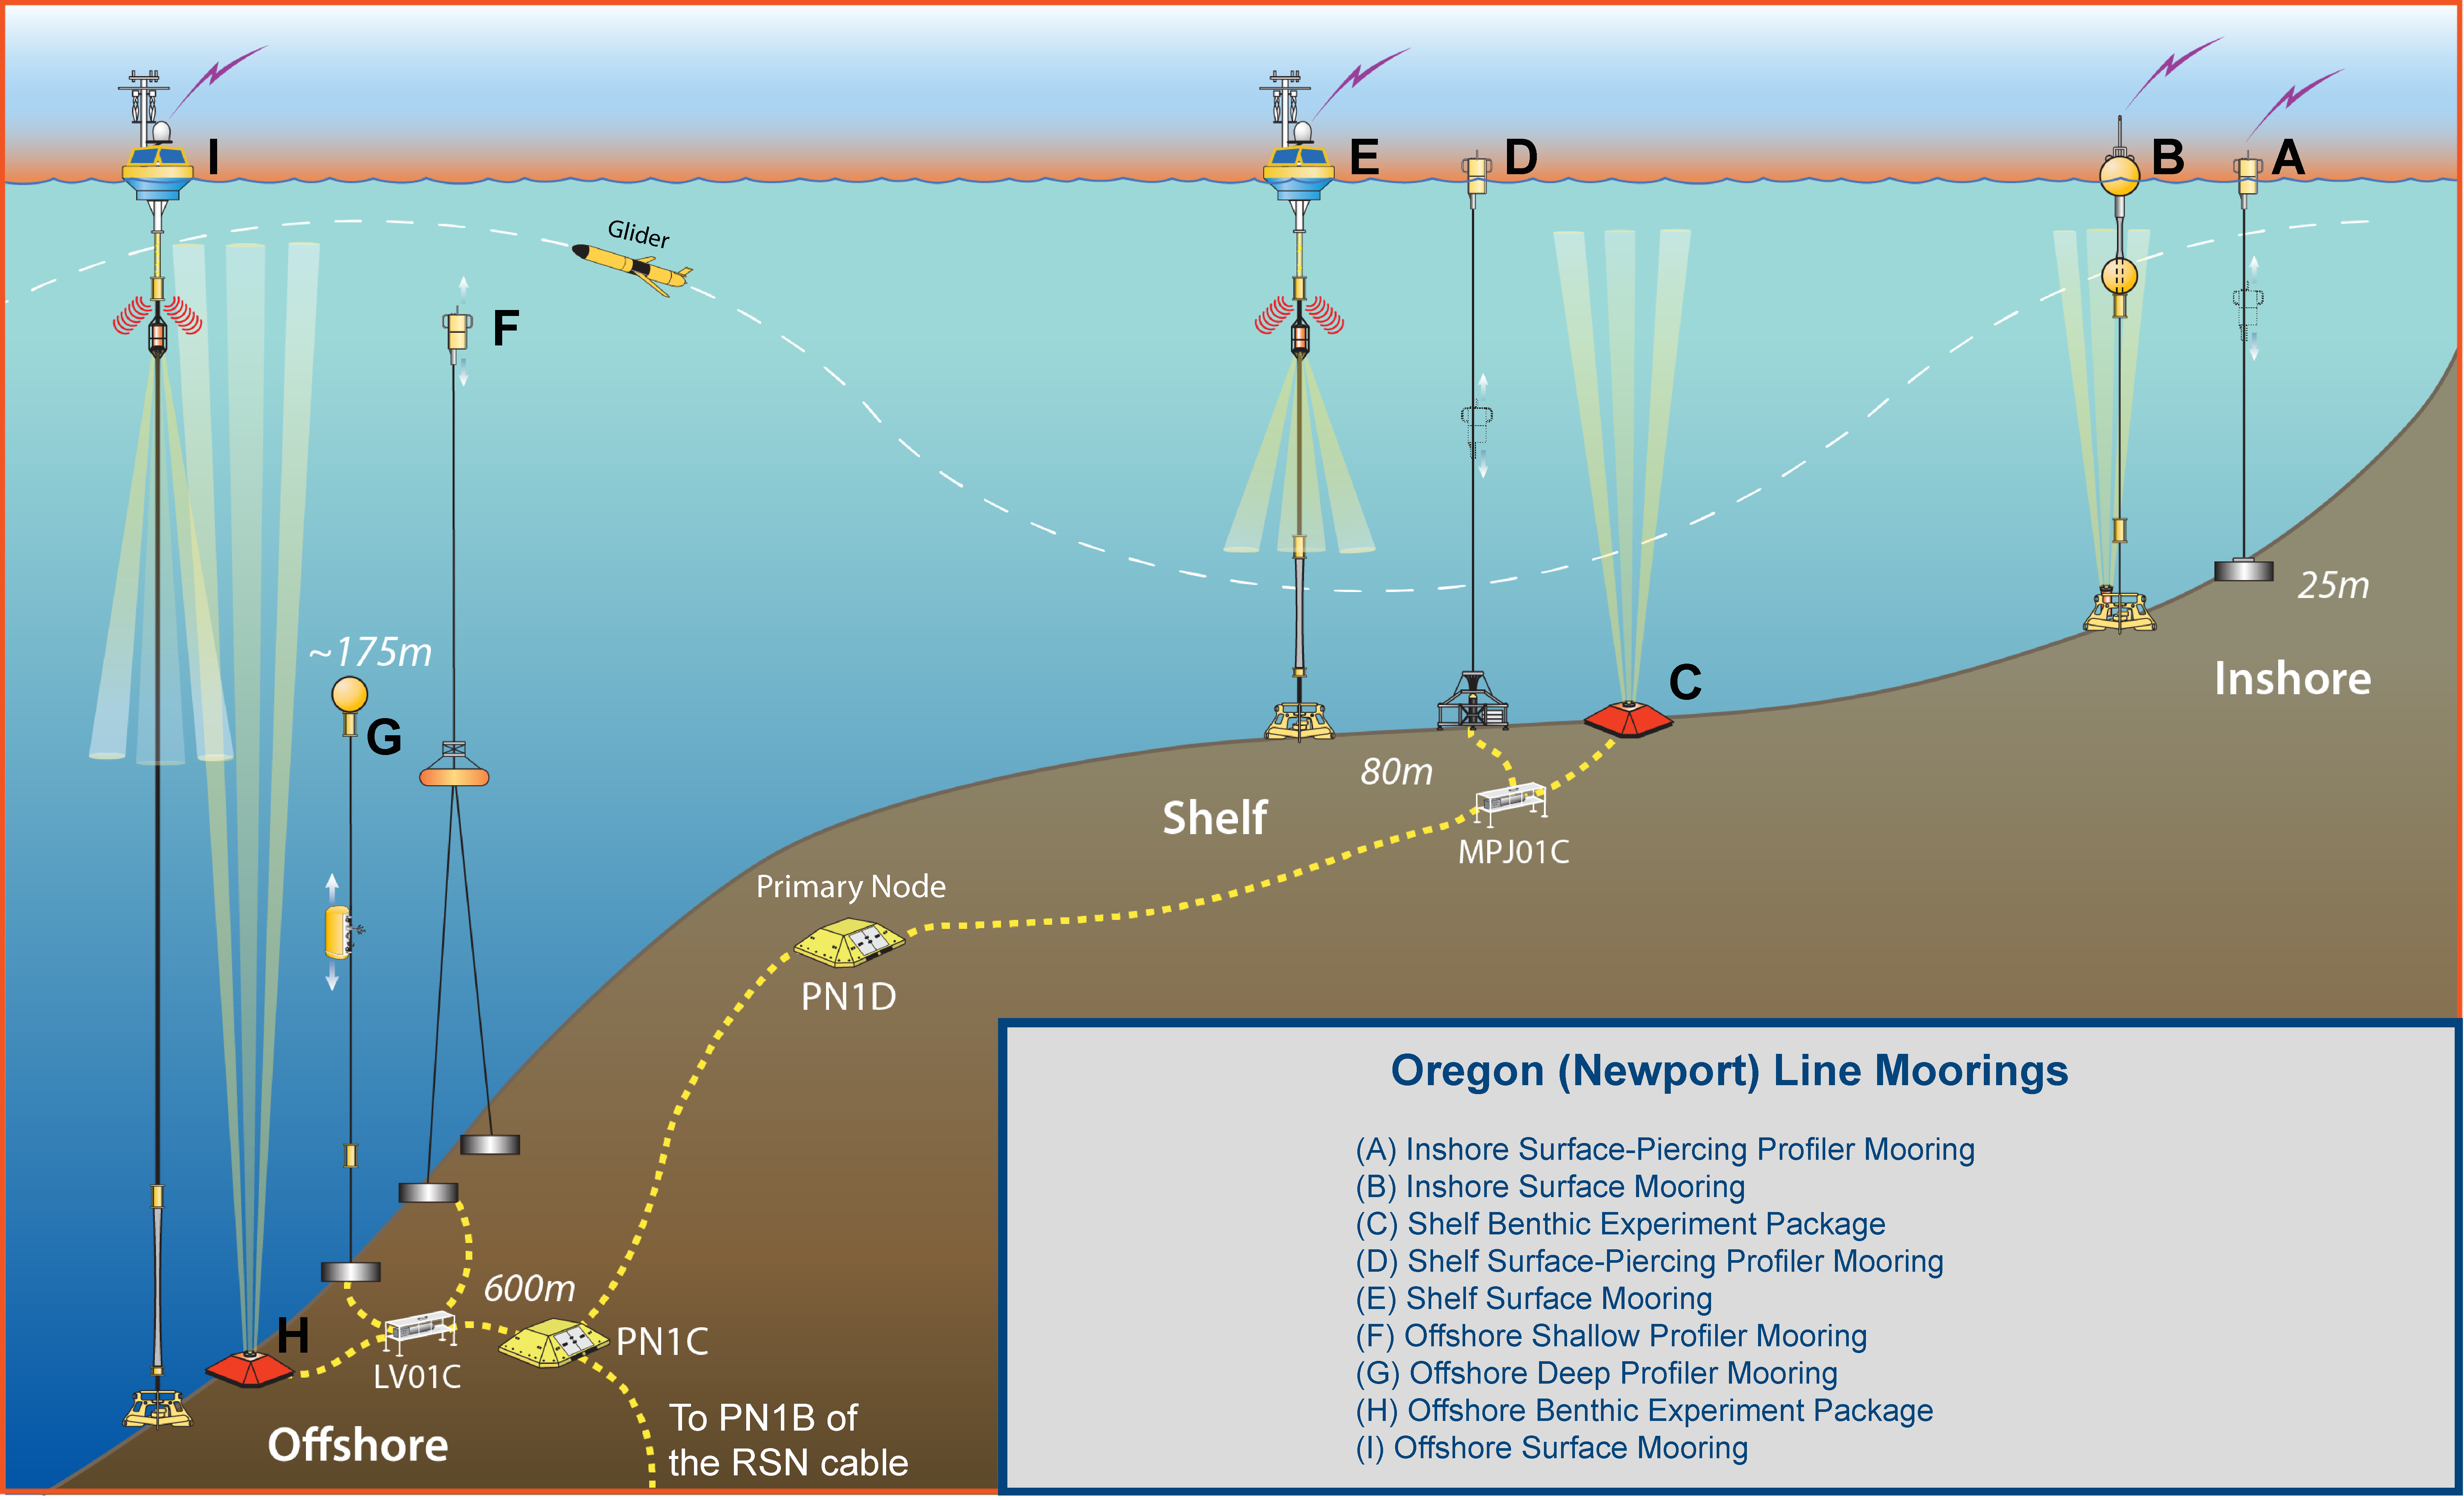 I
E
D
B
A
Glider
F
25m
~175m
G
C
Inshore
80m
Shelf
MPJ01C
Primary Node
PN1D
600m
H
PN1C
LV01C
Offshore
To PN1B of
the RSN cable
Oregon (Newport) Line Moorings
(A) Inshore Surface-Piercing Profiler Mooring
(B) Inshore Surface Mooring
(C) Shelf Benthic Experiment Package
(D) Shelf Surface-Piercing Profiler Mooring
(E) Shelf Surface Mooring
(F) Offshore Shallow Profiler Mooring
(G) Offshore Deep Profiler Mooring
(H) Offshore Benthic Experiment Package
(I) Offshore Surface Mooring